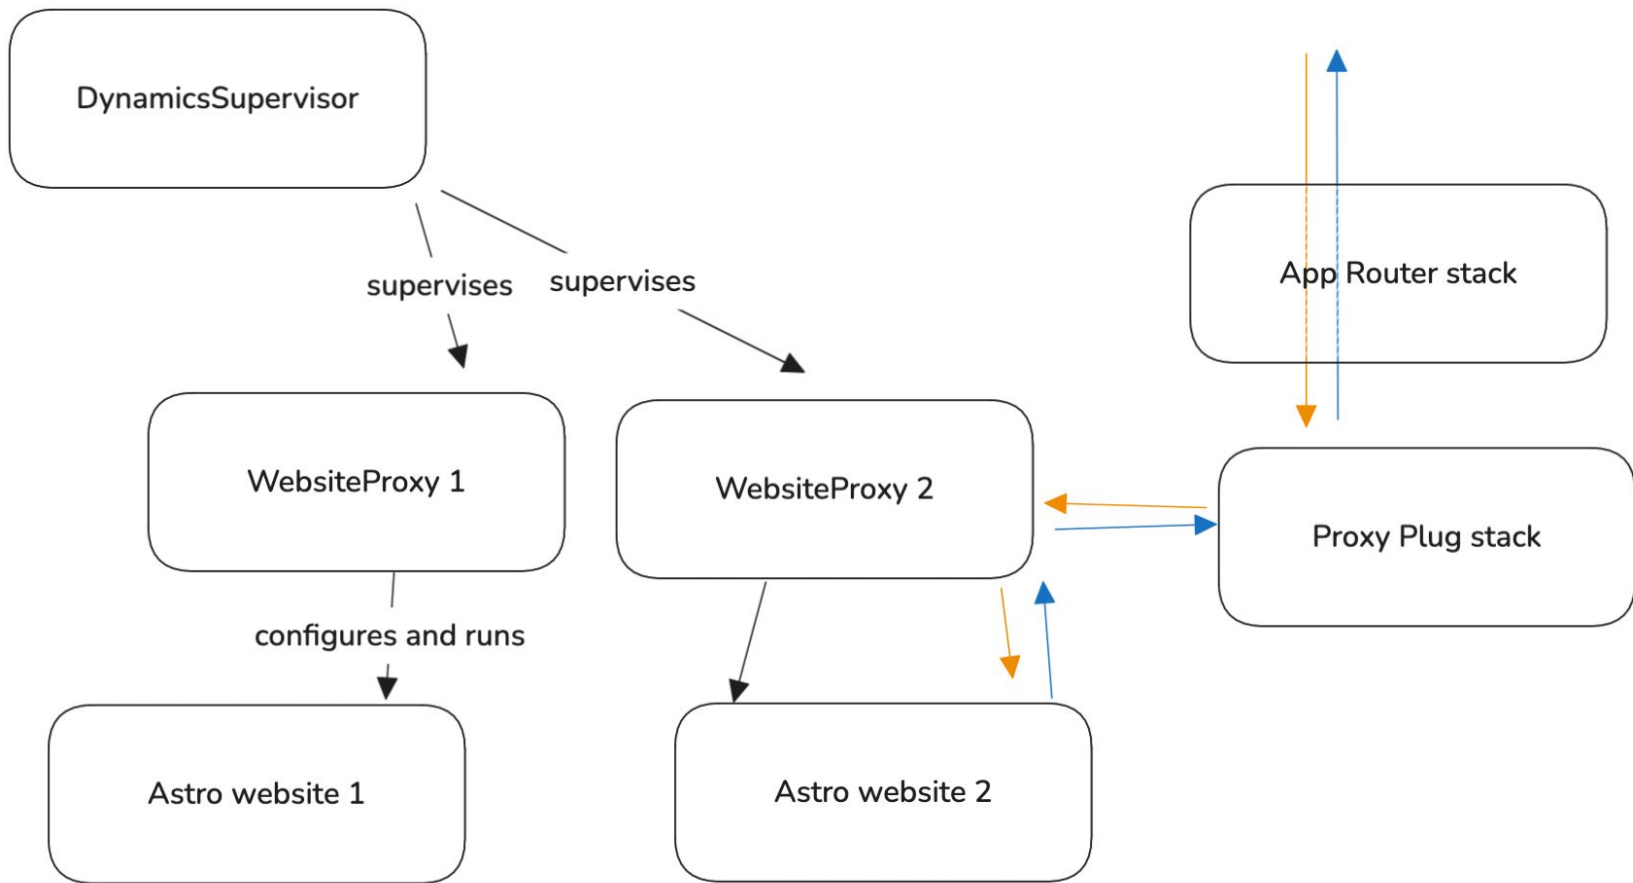 DynamicsSupervisor
App Router stack
supervises
supervises
WebsiteProxy 1
WebsiteProxy 2
Proxy Plug stack
configures and runs
Astro website 1
Astro website 2